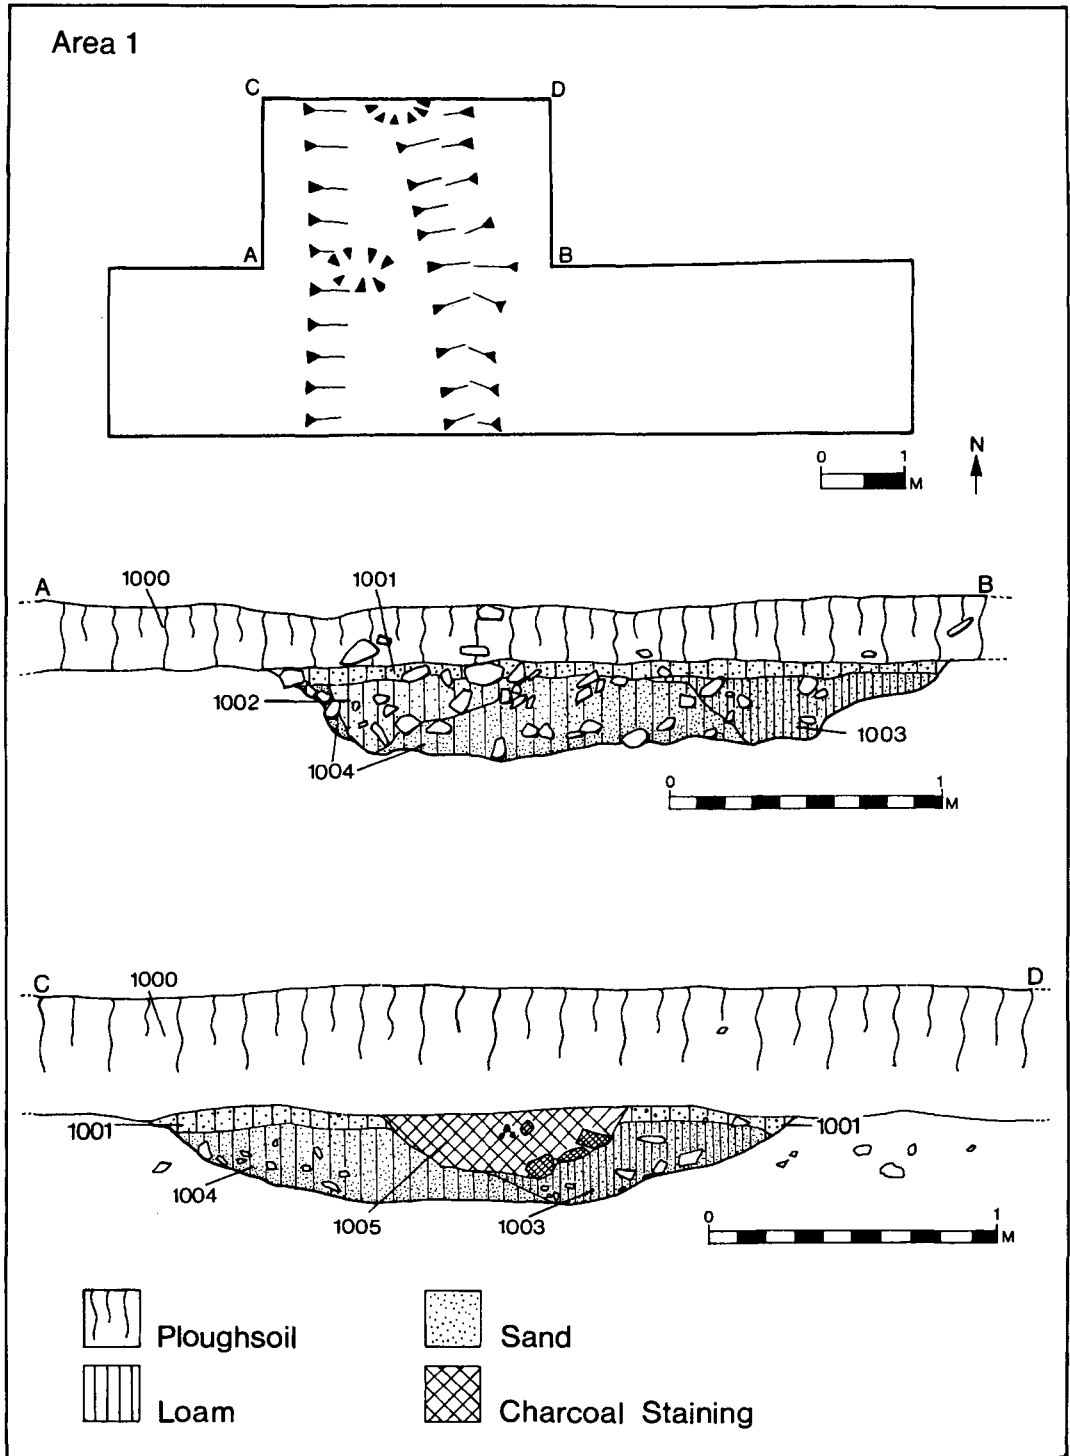 Area 1
C D
A B
0 1
M
N
A 1000 1001 B
1002
1003
1004
0 1
M
C 1000 D
1001 1001
1004
1005 1003
0 1
M
Ploughsoil Sand
Loam Charcoal Staining